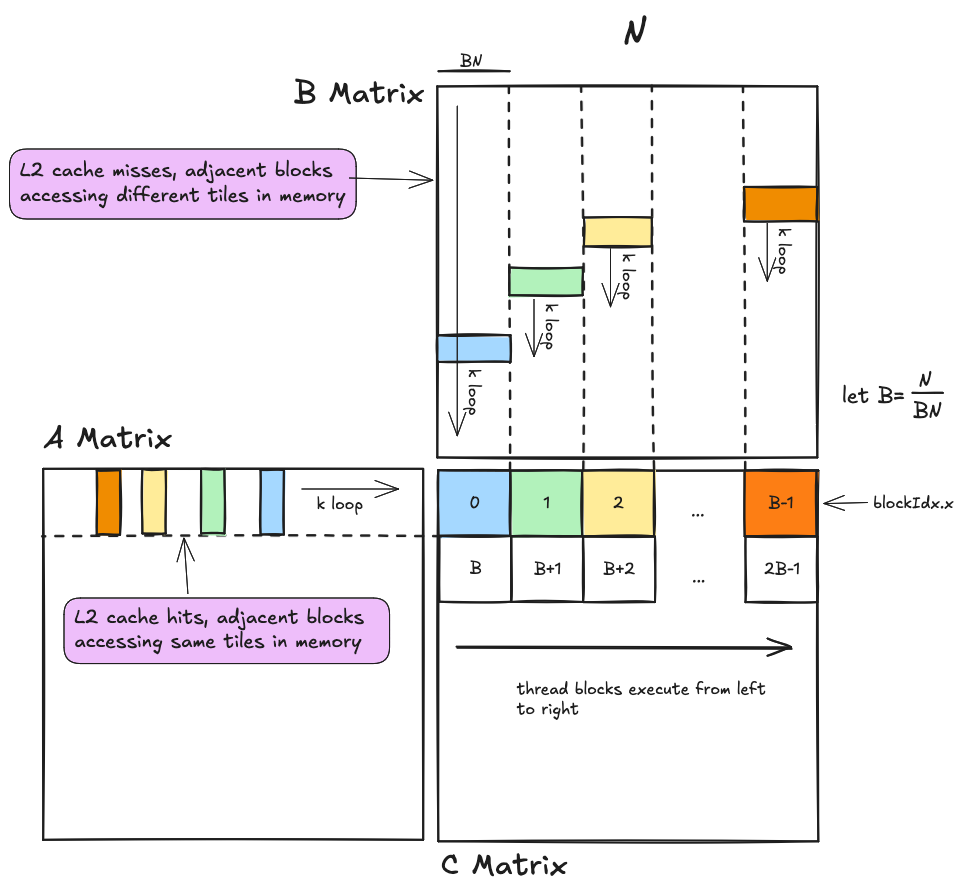 N
BN
B Matrix
L2 cache misses, adjacent blocks
accessing different tiles in memory
k loop
k loop
k loop
k loop
let B= N
BN
A Matrix
k loop
0
1
2
...
B-1
blockIdx.x
B
B+1
B+2
...
2B-1
L2 cache hits, adjacent blocks
accessing same tiles in memory
thread blocks execute from left
to right
C Matrix